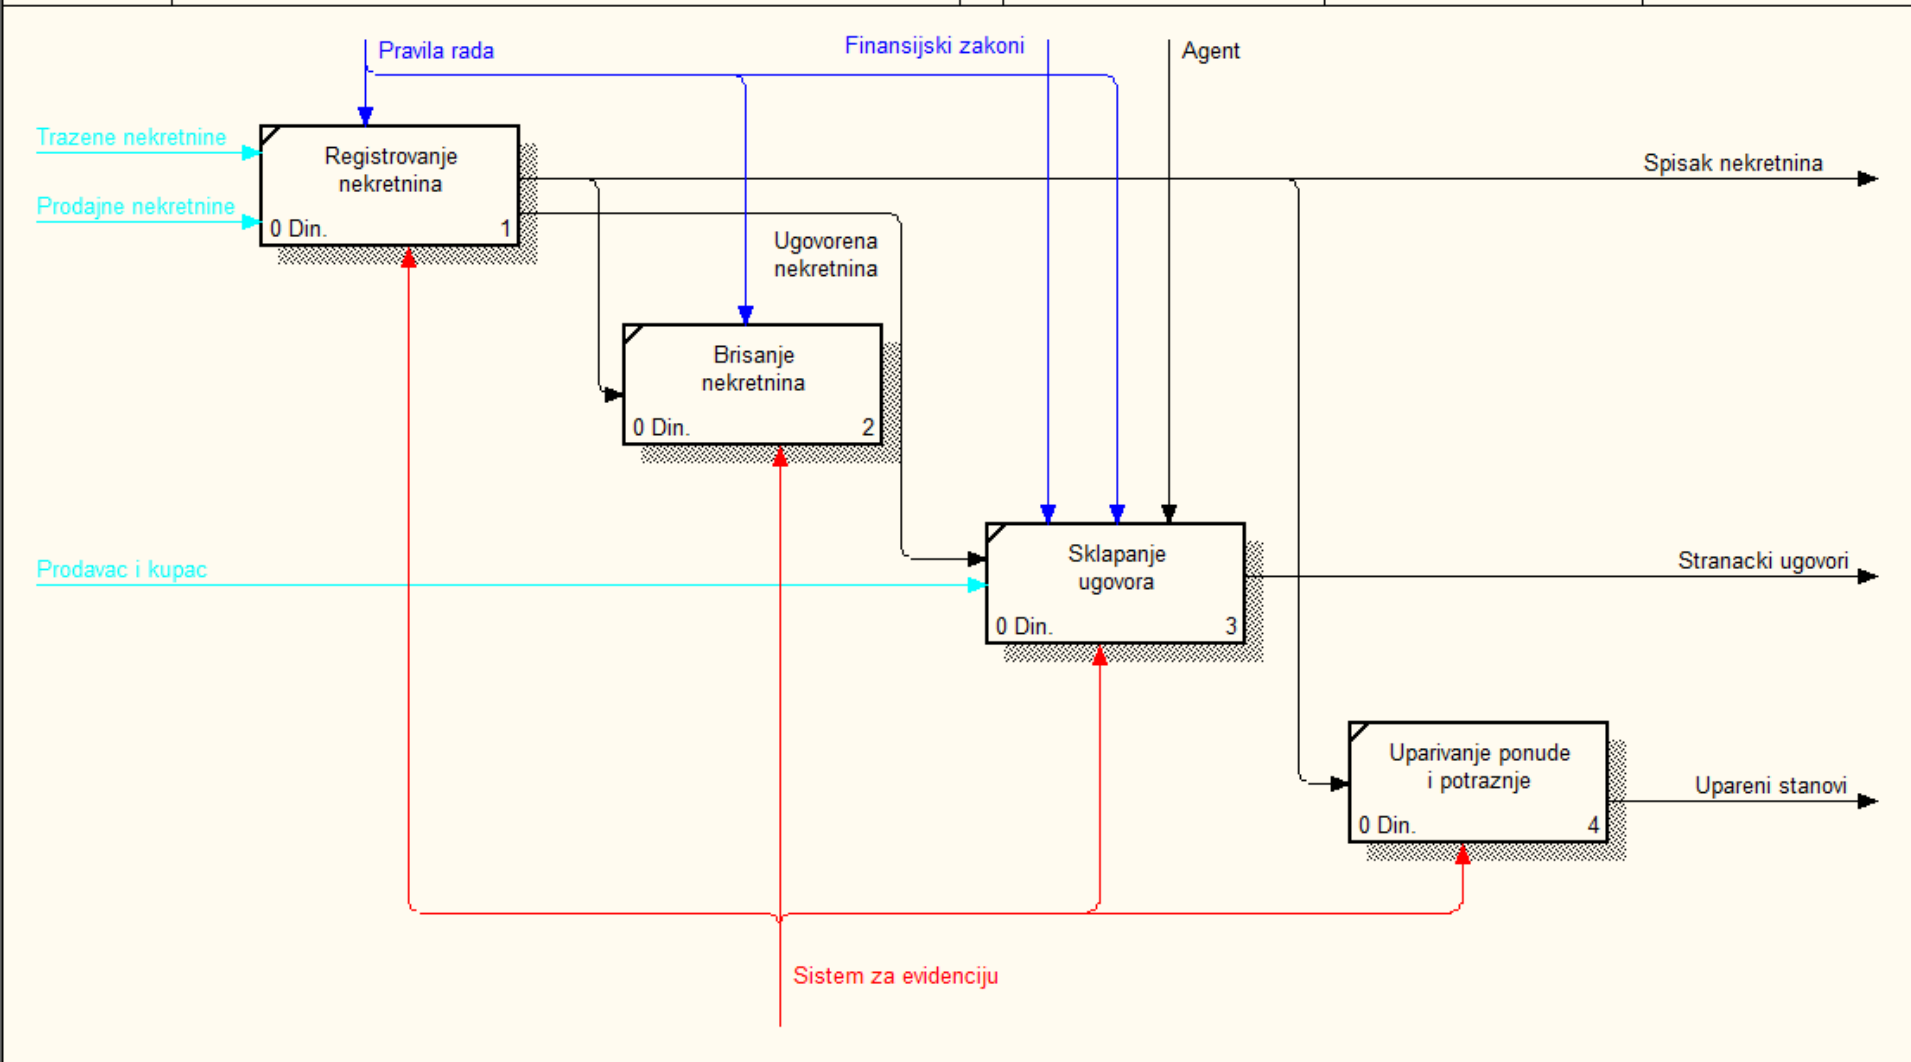 Pravila rada
Finansijski zakoni
Agent
Trazene nekretnine
Registrovanje
nekretnina
Spisak nekretnina
Prodajne nekretnine
0 Din.
1
Ugovorena
nekretnina
Brisanje
nekretnina
0 Din.
2
Prodavac i kupac
Sklapanje
ugovora
Stranacki ugovori
0 Din.
3
Uparivanje ponude
i potraznje
Upareni stanovi
0 Din.
4
Sistem za evidenciju